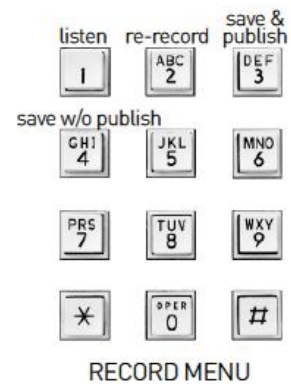 save &
listen re-record publish
1 ABC 2 DEF 3
save w/o publish
GHI 4 JKL 5 MNO 6
PRS 7 TUV 8 WXY 9
* OPER 0 #
RECORD MENU